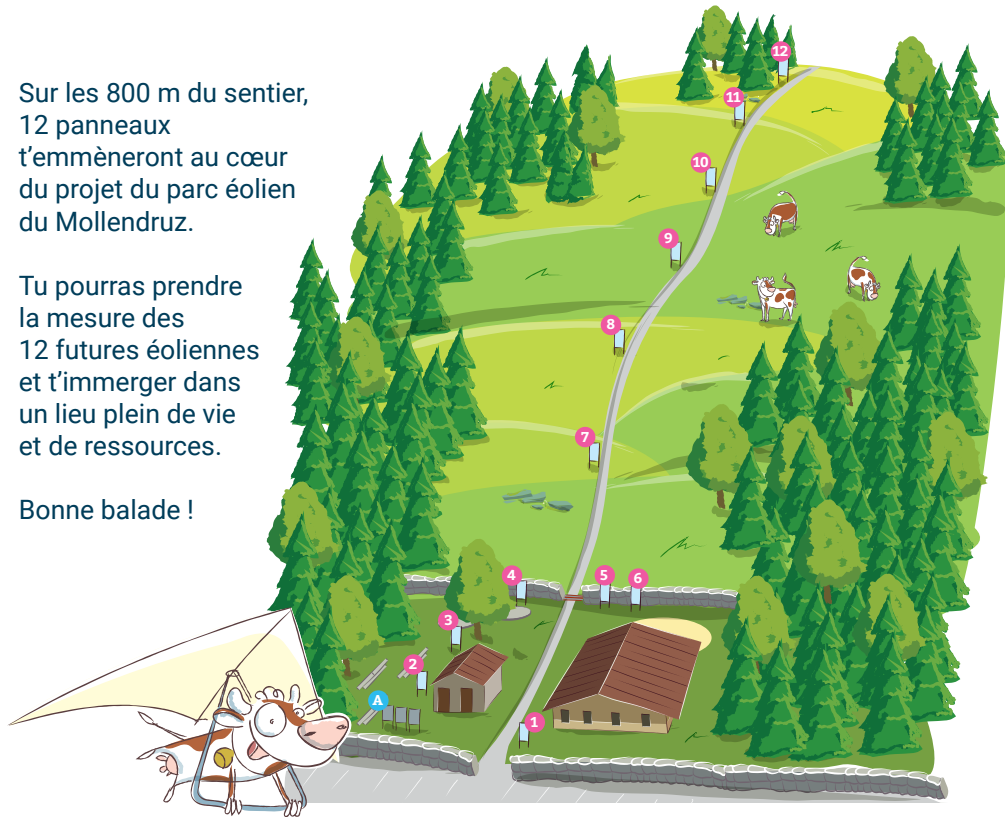 Sur les 800 m du sentier,
12 panneaux
t'emmèneront au cœur
du projet du parc éolien
du Mollendruz.
Tu pourras prendre
la mesure des
12 futures éoliennes
et t'immerger dans
un lieu plein de vie
et de ressources.
Bonne balade !
12
11
10
9
8
7
4
5
6
3
2
A
1